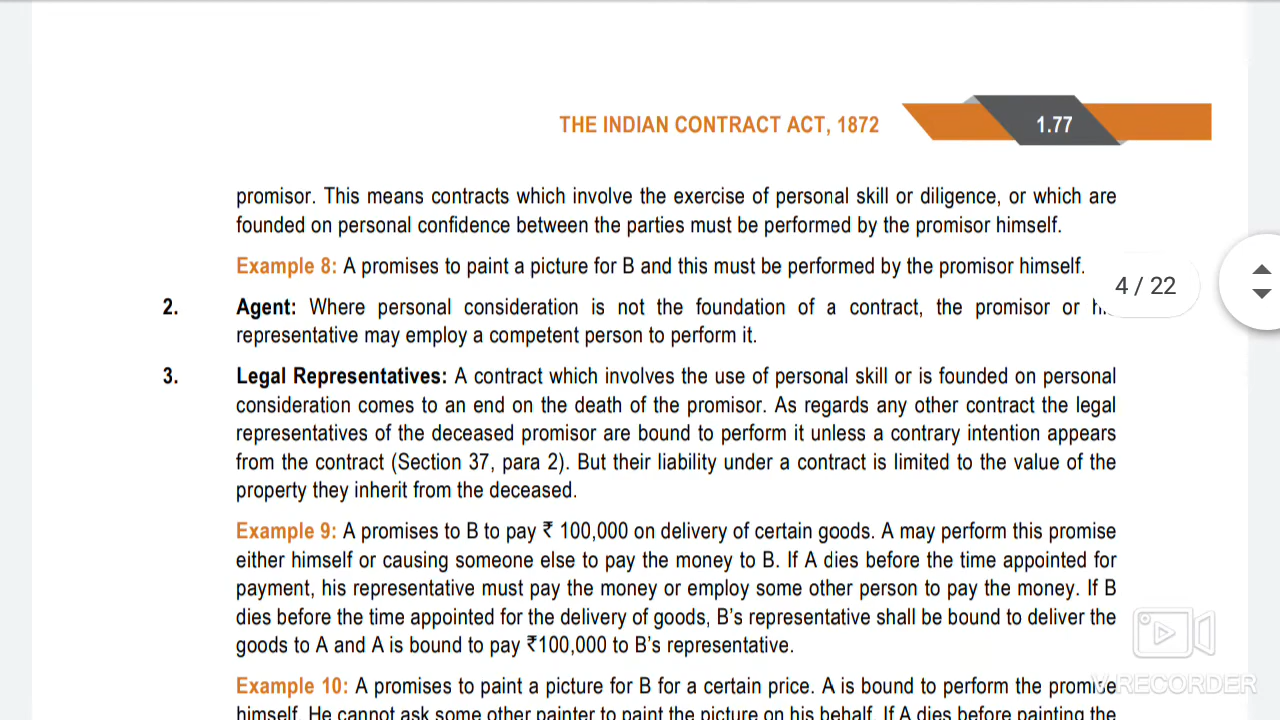 THE INDIAN CONTRACT ACT, 1872
1.77
promisor. This means contracts which involve the exercise of personal skill or diligence, or which are
founded on personal confidence between the parties must be performed by the promisor himself.
Example 8: A promises to paint a picture for B and this must be performed by the promisor himself.
4 / 22
2. Agent: Where personal consideration is not the foundation of a contract, the promisor or
representative may employ a competent person to perform it.
3. Legal Representatives: A contract which involves the use of personal skill or is founded on personal
consideration comes to an end on the death of the promisor. As regards any other contract the legal
representatives of the deceased promisor are bound to perform it unless a contrary intention appears
from the contract (Section 37, para 2). But their liability under a contract is limited to the value of the
property they inherit from the deceased.
Example 9: A promises to B to pay ₹ 100,000 on delivery of certain goods. A may perform this promise
either himself or causing someone else to pay the money to B. If A dies before the time appointed for
payment, his representative must pay the money or employ some other person to pay the money. If B
dies before the time appointed for the delivery of goods, B's representative shall be bound to deliver the
goods to A and A is bound to pay ₹100,000 to B's representative.
Example 10: A promises to paint a picture for B for a certain price. A is bound to perform the promise
V.RECORDER
himself. He cannot ask some other painter to paint the picture on his behalf. If A dies before painting the